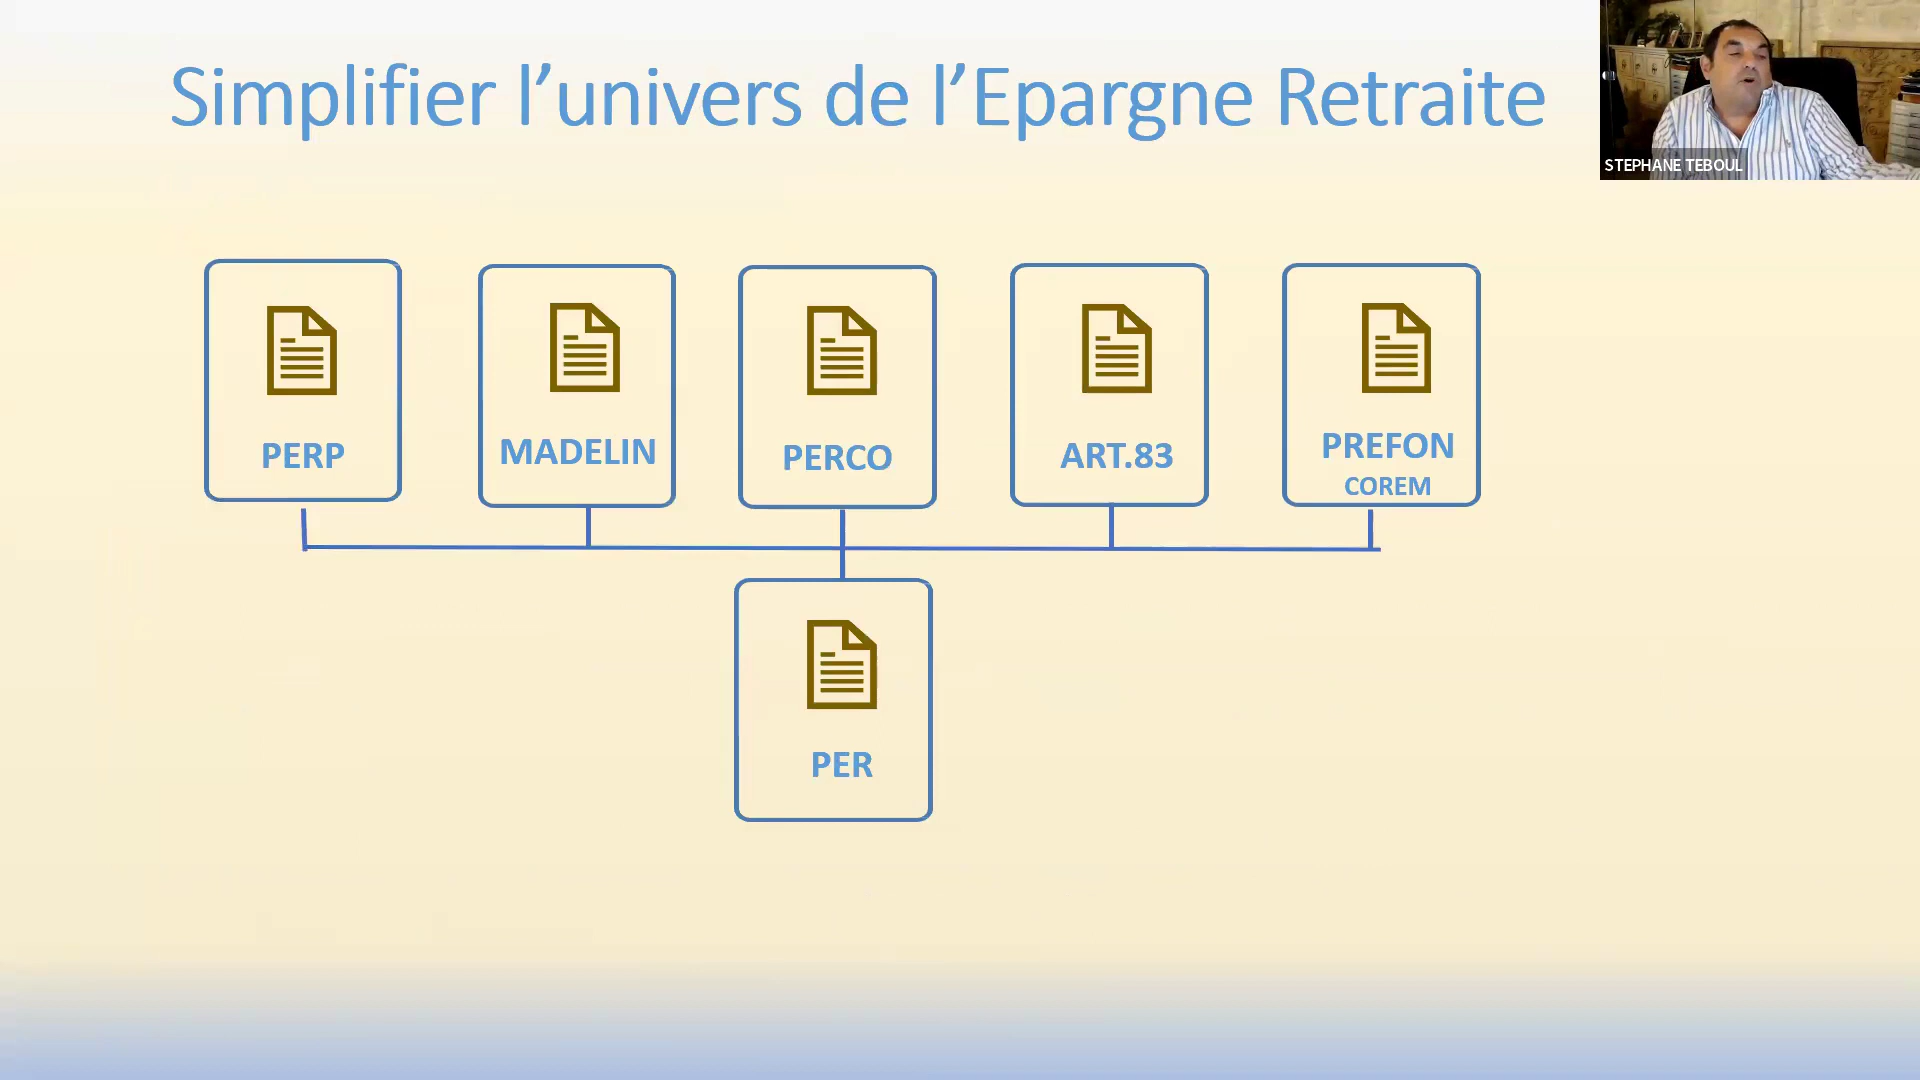 Simplifier l’univers de l’Epargne Retraite
STEPHANE TEBOUL
PERP
MADELIN
PERCO
ART.83
PREFON
COREM
PER